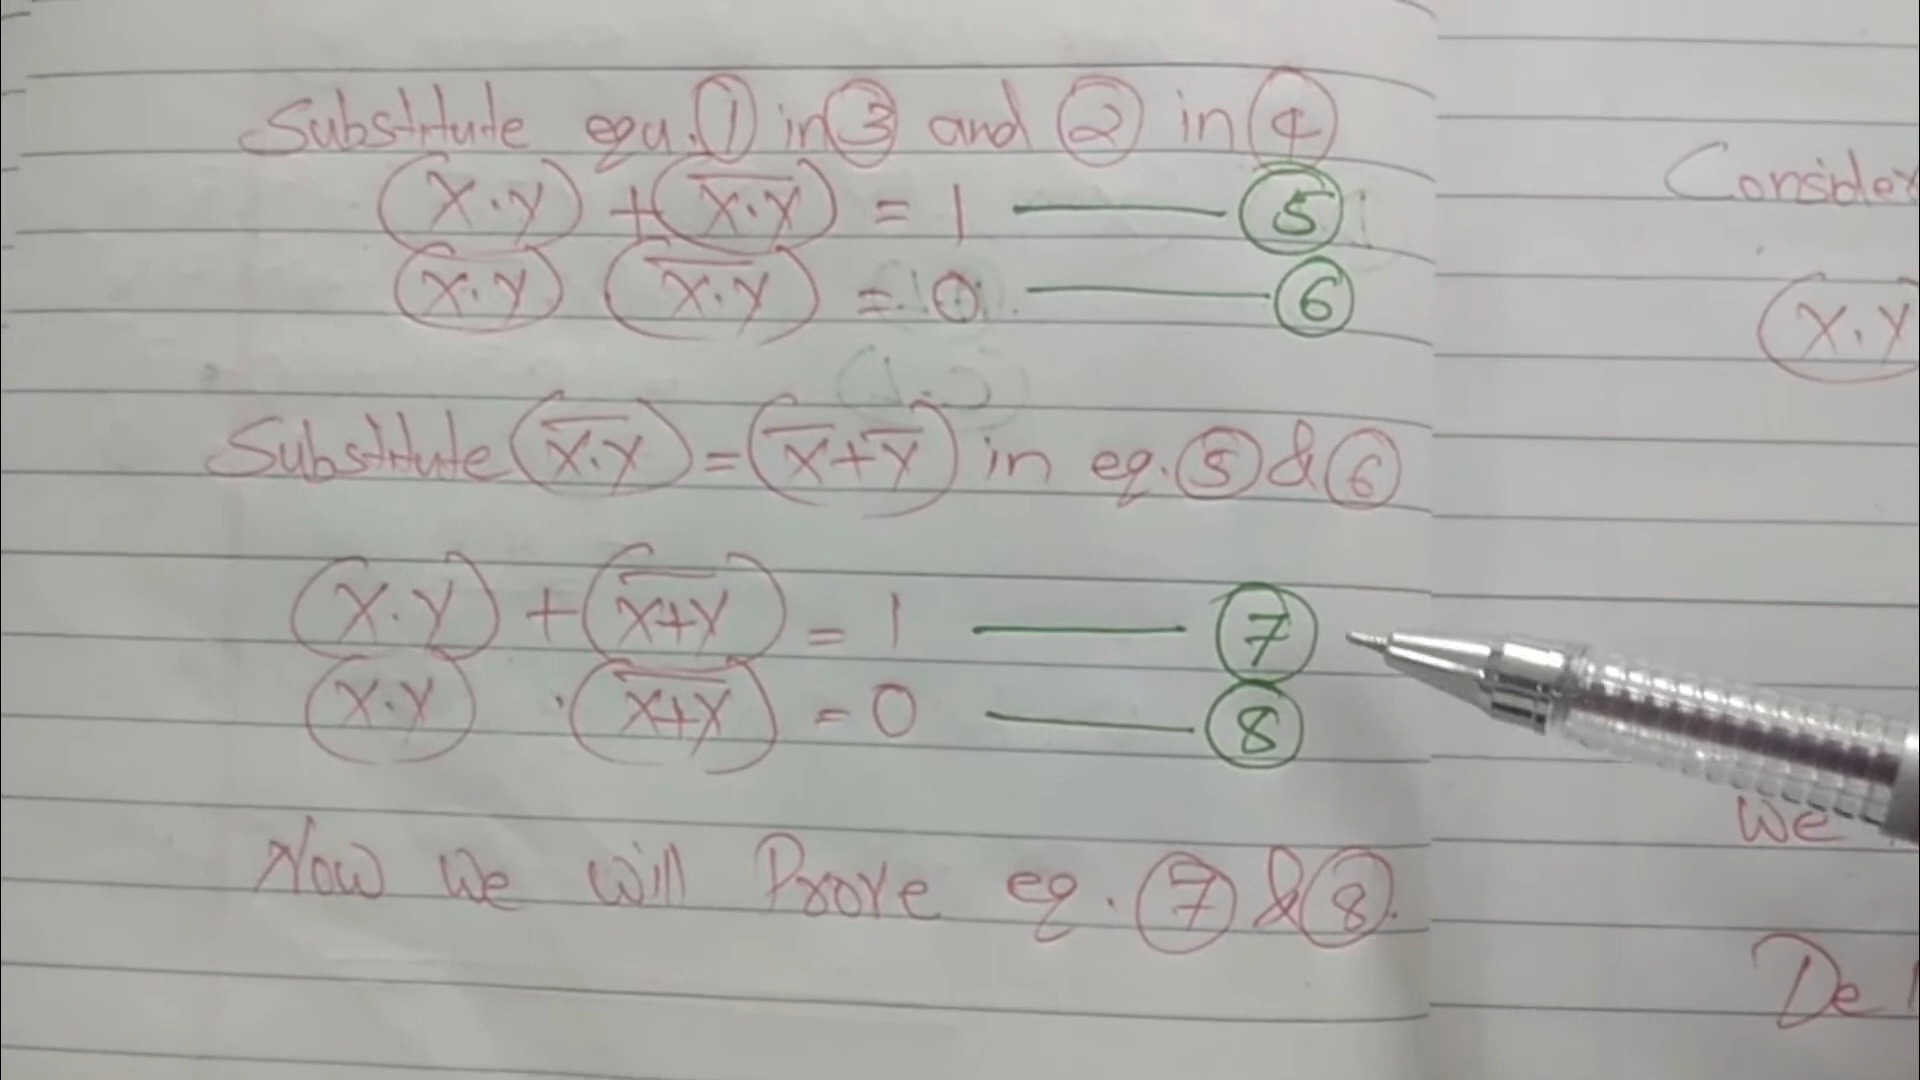 Substitute equ. ① in ③ and ② in ④
(X·Y) + (X̅·̅Y̅) = 1 —— ⑤
(X·Y) (X̅·̅Y̅) = 0 —— ⑥
Substitute (X̅·̅Y̅) = (X̅+Y̅) in eq. ⑤ & ⑥
(X·Y) + (X̅+̅Y̅) = 1 —— ⑦
(X·Y) · (X̅+̅Y̅) = 0 —— ⑧
Now we will Prove eq. ⑦ & ⑧.
Consider
(X·Y
We
De